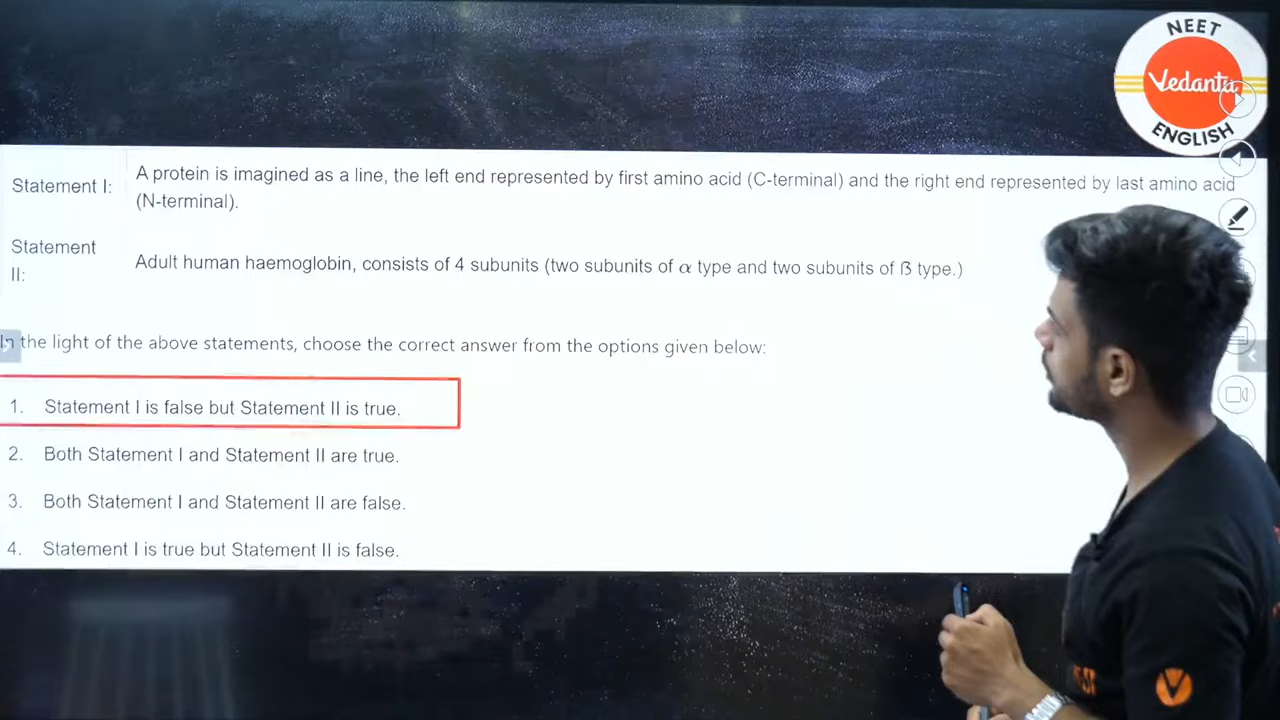 NEET
Vedantu
ENGLISH
Statement I: A protein is imagined as a line, the left end represented by first amino acid (C-terminal) and the right end represented by last amino acid
(N-terminal).
Statement
II:
Adult human haemoglobin, consists of 4 subunits (two subunits of α type and two subunits of ß type.)
In the light of the above statements, choose the correct answer from the options given below:
1. Statement I is false but Statement II is true.
2. Both Statement I and Statement II are true.
3. Both Statement I and Statement II are false.
4. Statement I is true but Statement II is false.